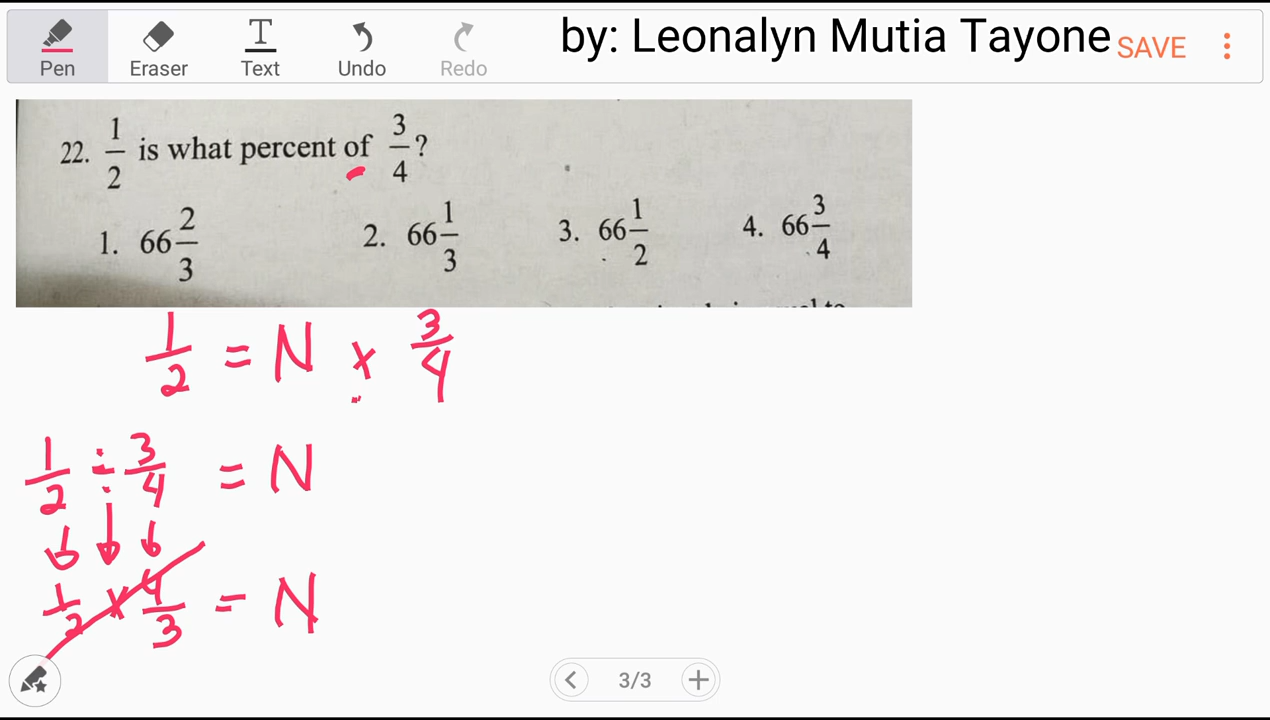 by: Leonalyn Mutia Tayone
Pen Eraser Text Undo Redo SAVE
22. 1/2 is what percent of 3/4?
1. 66 2/3 2. 66 1/3 3. 66 1/2 4. 66 3/4
1/2 = N x 3/4
1/2 ÷ 3/4 = N
1/2 x 4/3 = N
3/3